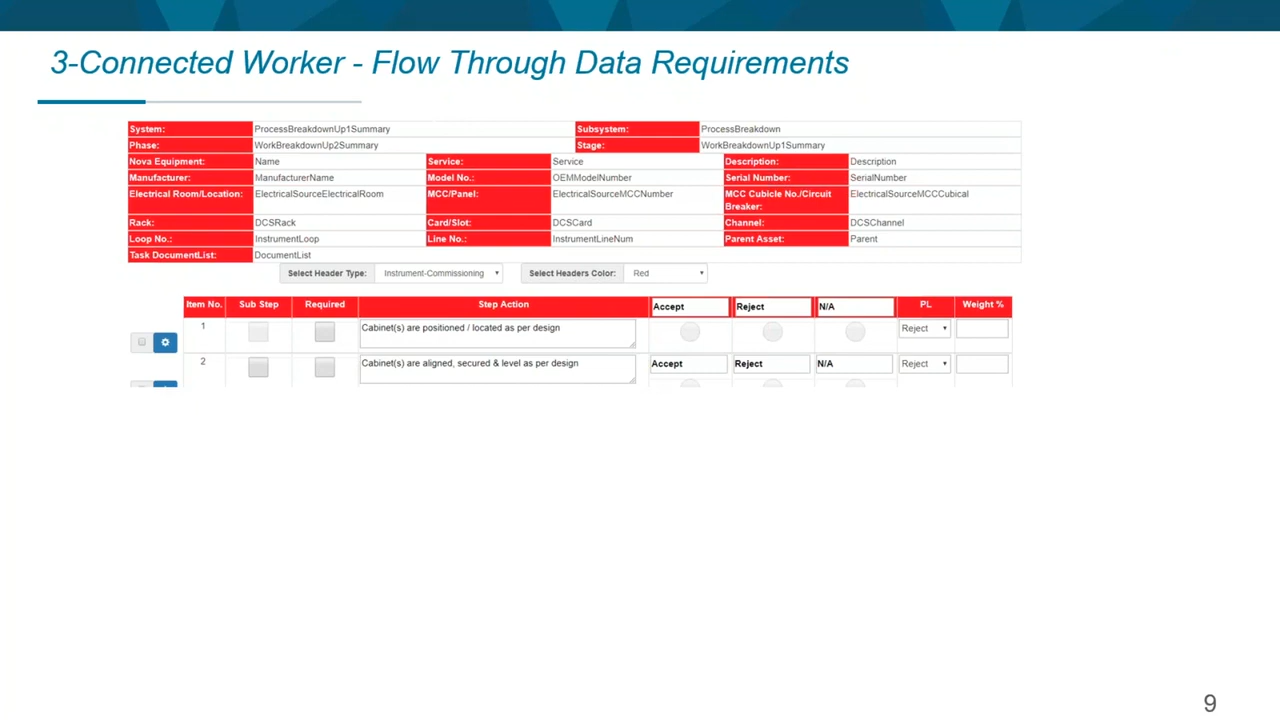 3-Connected Worker - Flow Through Data Requirements
System: ProcessBreakdownUp1Summary Subsystem: ProcessBreakdown
Phase: WorkBreakdownUp2Summary Stage: WorkBreakdownUp1Summary
Nova Equipment: Name Service: Service Description: Description
Manufacturer: ManufacturerName Model No.: OEMModelNumber Serial Number: SerialNumber
Electrical Room/Location: ElectricalSourceElectricalRoom MCC/Panel: ElectricalSourceMCCNumber MCC Cubicle No./Circuit Breaker: ElectricalSourceMCCCubical
Rack: DCSRack Card/Slot: DCSCard Channel: DCSChannel
Loop No.: InstrumentLoop Line No.: InstrumentLineNum Parent Asset: Parent
Task DocumentList: DocumentList
Select Header Type: Instrument-Commissioning Select Headers Color: Red
Item No. Sub Step Required Step Action Accept Reject N/A PL Weight %
1 Cabinet(s) are positioned / located as per design Reject
2 Cabinet(s) are aligned, secured & level as per design Accept Reject N/A Reject
9